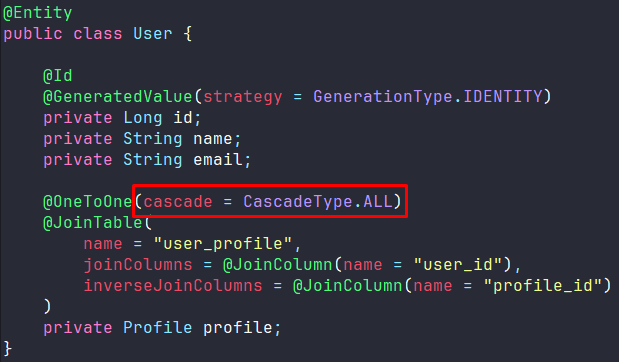 @Entity
public class User {
@Id
@GeneratedValue(strategy = GenerationType.IDENTITY)
private Long id;
private String name;
private String email;
@OneToOne(cascade = CascadeType.ALL)
@JoinTable(
name = "user_profile",
joinColumns = @JoinColumn(name = "user_id"),
inverseJoinColumns = @JoinColumn(name = "profile_id")
)
private Profile profile;
}